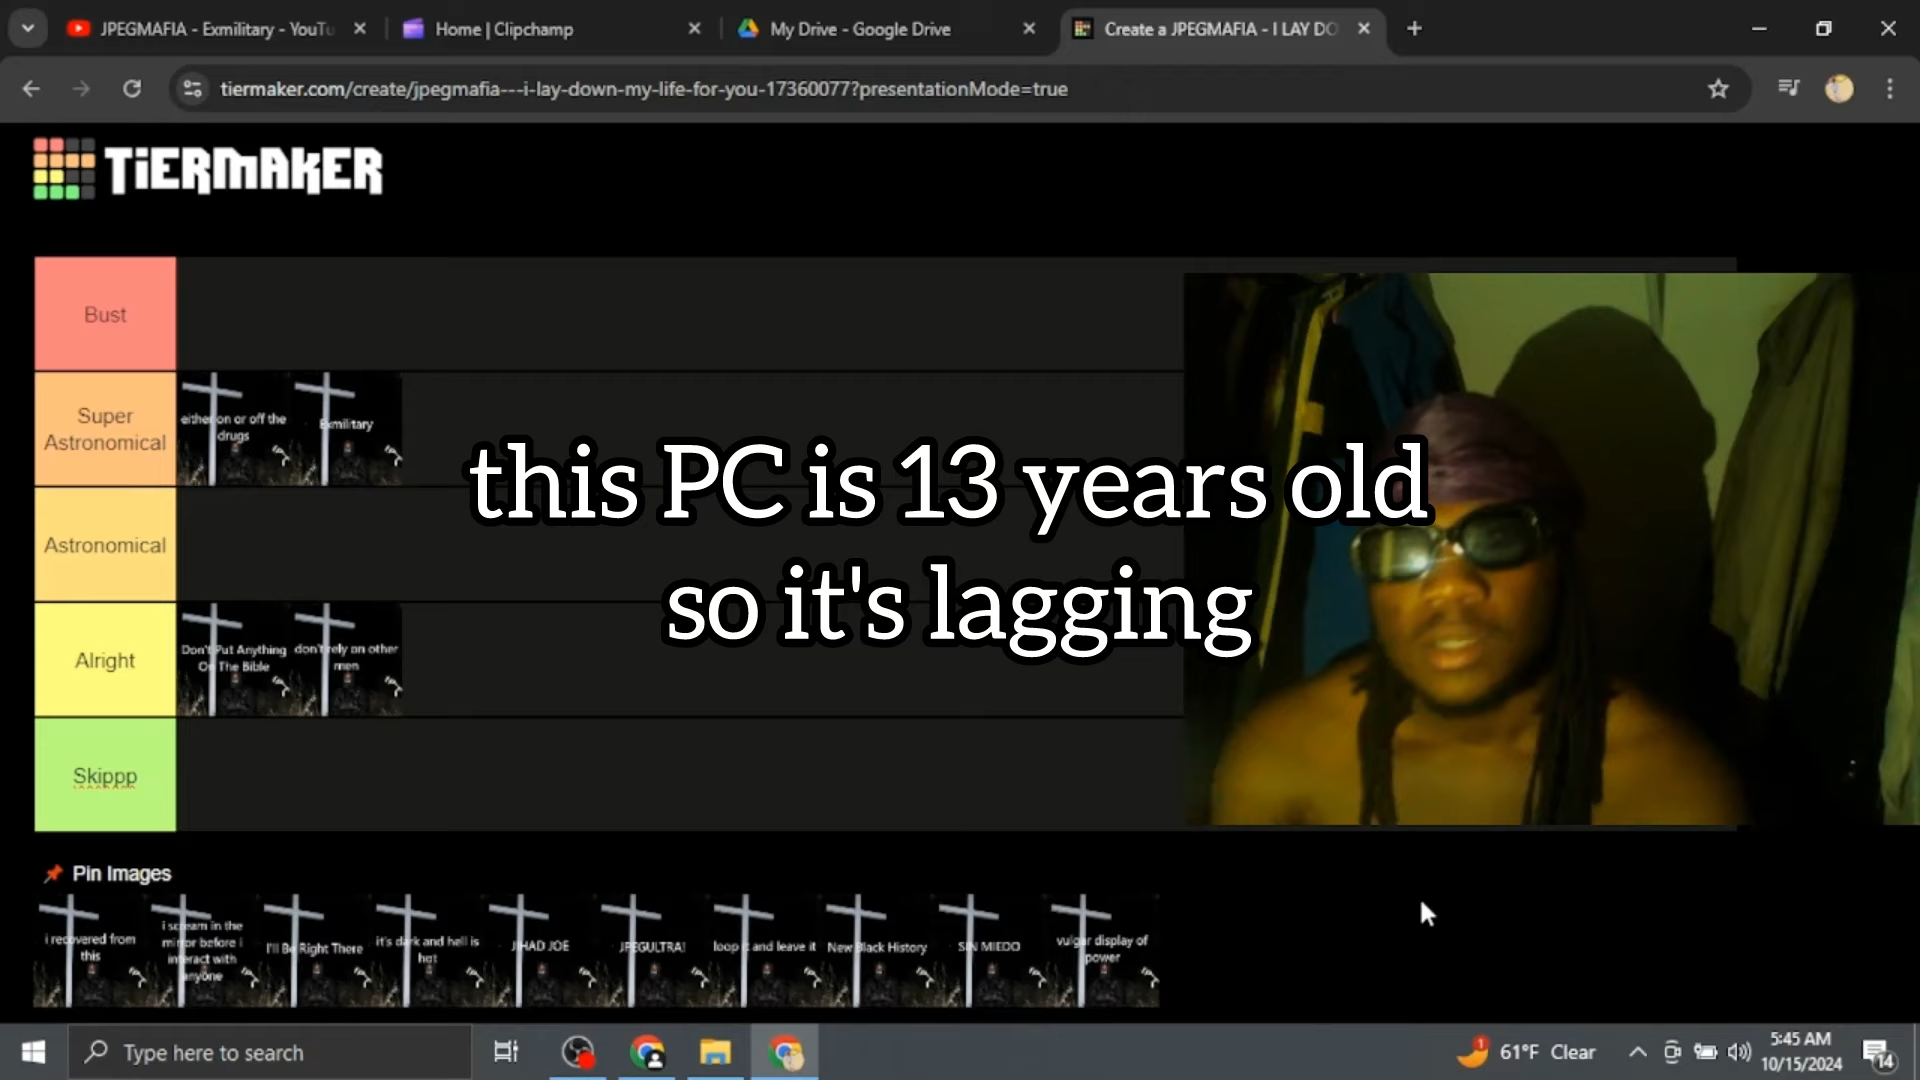 JPEGMAFIA - Exmilitary - YouTu
Home | Clipchamp
My Drive - Google Drive
Create a JPEGMAFIA - I LAY DO
tiermaker.com/create/jpegmafia---i-lay-down-my-life-for-you-17360077?presentationMode=true
TiERMAKER
Bust
Super
Astronomical
either on or off the
drugs
Exmilitary
this PC is 13 years old
so it's lagging
Astronomical
Alright
Don't Put Anything
On The Bible
don't rely on other
men
Skippp
Pin Images
i recovered from
this
i scream in the
mirror before i
interact with
anyone
I'll Be Right There
it's dark and hell is
hot
JIHAD JOE
JPEGULTRA!
loop it and leave it
New Black History
SIN MIEDO
vulgar display of
power
Type here to search
1
61°F Clear
5:45 AM
10/15/2024
14